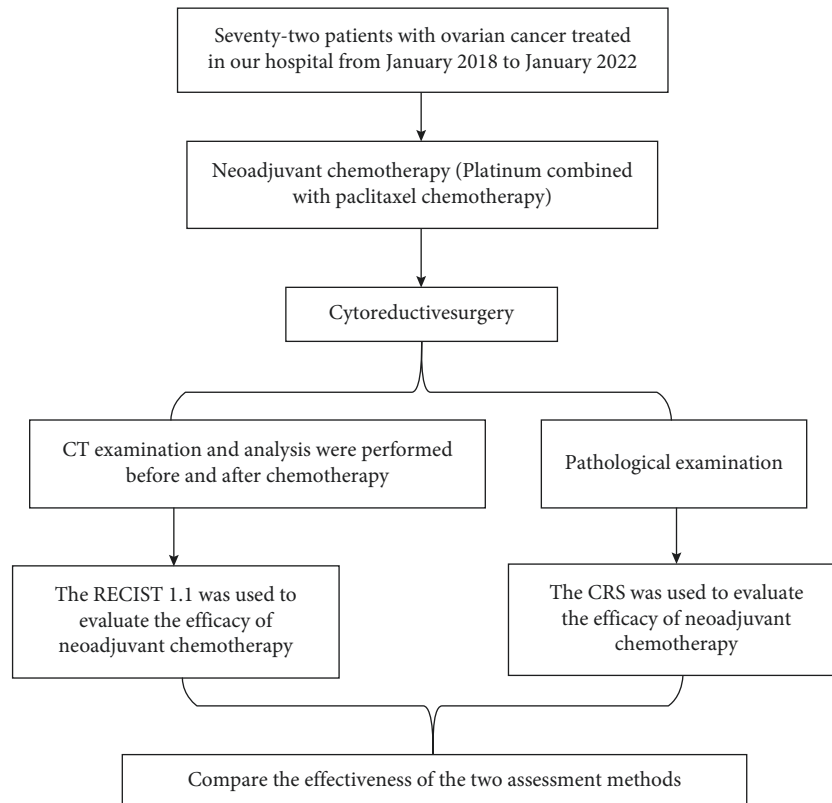 Seventy-two patients with ovarian cancer treated
in our hospital from January 2018 to January 2022
Neoadjuvant chemotherapy (Platinum combined
with paclitaxel chemotherapy)
Cytoreductivesurgery
CT examination and analysis were performed
before and after chemotherapy
Pathological examination
The RECIST 1.1 was used to
evaluate the efficacy of
neoadjuvant chemotherapy
The CRS was used to evaluate
the efficacy of neoadjuvant
chemotherapy
Compare the effectiveness of the two assessment methods